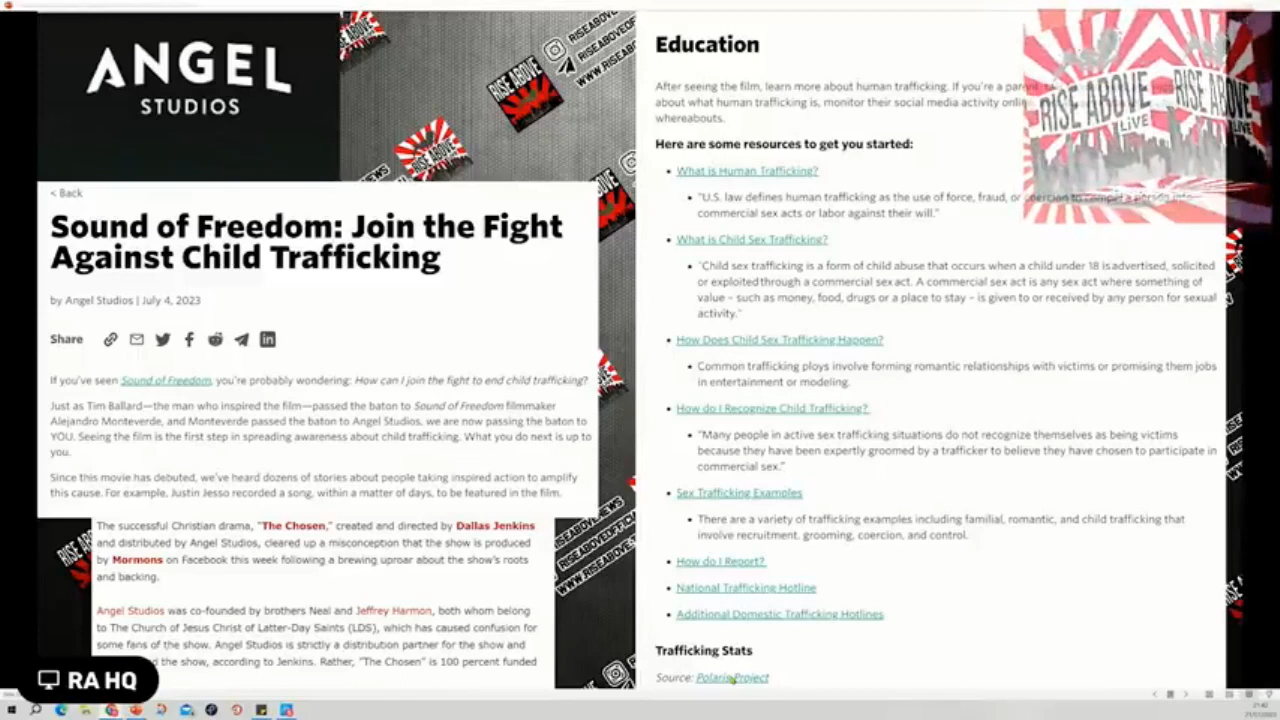 ANGEL
STUDIOS
< Back
Sound of Freedom: Join the Fight
Against Child Trafficking
by Angel Studios | July 4, 2023
Share
If you've seen Sound of Freedom, you're probably wondering: How can I join the fight to end child trafficking?
Just as Tim Ballard—the man who inspired the film—passed the baton to Sound of Freedom filmmaker
Alejandro Monteverde, and Monteverde passed the baton to Angel Studios, we are now passing the baton to
YOU. Seeing the film is the first step in spreading awareness about child trafficking. What you do next is up to
you.
Since this movie has debuted, we've heard dozens of stories about people taking inspired action to amplify
this cause. For example, Justin Jesso recorded a song, within a matter of days, to be featured in the film.
The successful Christian drama, "The Chosen," created and directed by Dallas Jenkins
and distributed by Angel Studios, cleared up a misconception that the show is produced
by Mormons on Facebook this week following a brewing uproar about the show's roots
and backing.
Angel Studios was co-founded by brothers Neal and Jeffrey Harmon, both whom belong
to The Church of Jesus Christ of Latter-Day Saints (LDS), which has caused confusion for
some fans of the show. Angel Studios is strictly a distribution partner for the show and
the show, according to Jenkins. Rather, "The Chosen" is 100 percent funded
RA HQ
RISE ABOVE
Education
After seeing the film, learn more about human trafficking. If you're a parent
about what human trafficking is, monitor their social media activity
whereabouts.
Here are some resources to get you started:
• What is Human Trafficking?
• "U.S. law defines human trafficking as the use of force, fraud, or coercion to compel a person into
commercial sex acts or labor against their will."
• What is Child Sex Trafficking?
• "Child sex trafficking is a form of child abuse that occurs when a child under 18 is advertised, solicited
or exploited through a commercial sex act. A commercial sex act is any sex act where something of
value – such as money, food, drugs or a place to stay – is given to or received by any person for sexual
activity."
• How Does Child Sex Trafficking Happen?
• Common trafficking ploys involve forming romantic relationships with victims or promising them jobs
in entertainment or modeling.
• How do I Recognize Child Trafficking?
• "Many people in active sex trafficking situations do not recognize themselves as being victims
because they have been expertly groomed by a trafficker to believe they have chosen to participate in
commercial sex."
• Sex Trafficking Examples
• There are a variety of trafficking examples including familial, romantic, and child trafficking that
involve recruitment, grooming, coercion, and control.
• How do I Report?
• National Trafficking Hotline
• Additional Domestic Trafficking Hotlines
Trafficking Stats
Source: Polaris Project
RISE ABOVE
LIVE
RISE ABOVE
LIVE
21:42